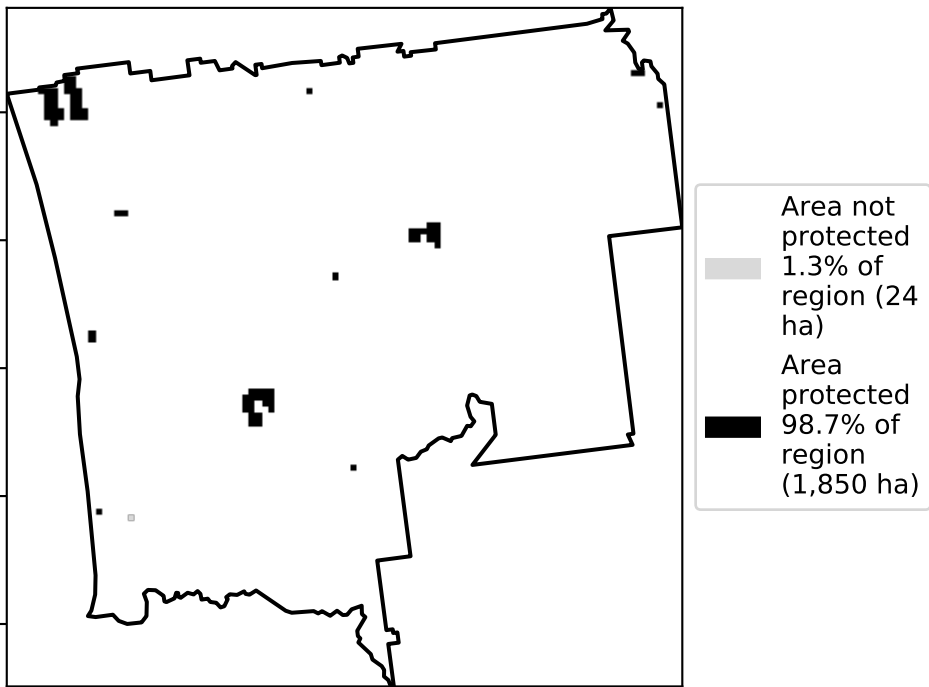 Area not
protected
1.3% of
region (24
ha)
Area
protected
98.7% of
region
(1,850 ha)